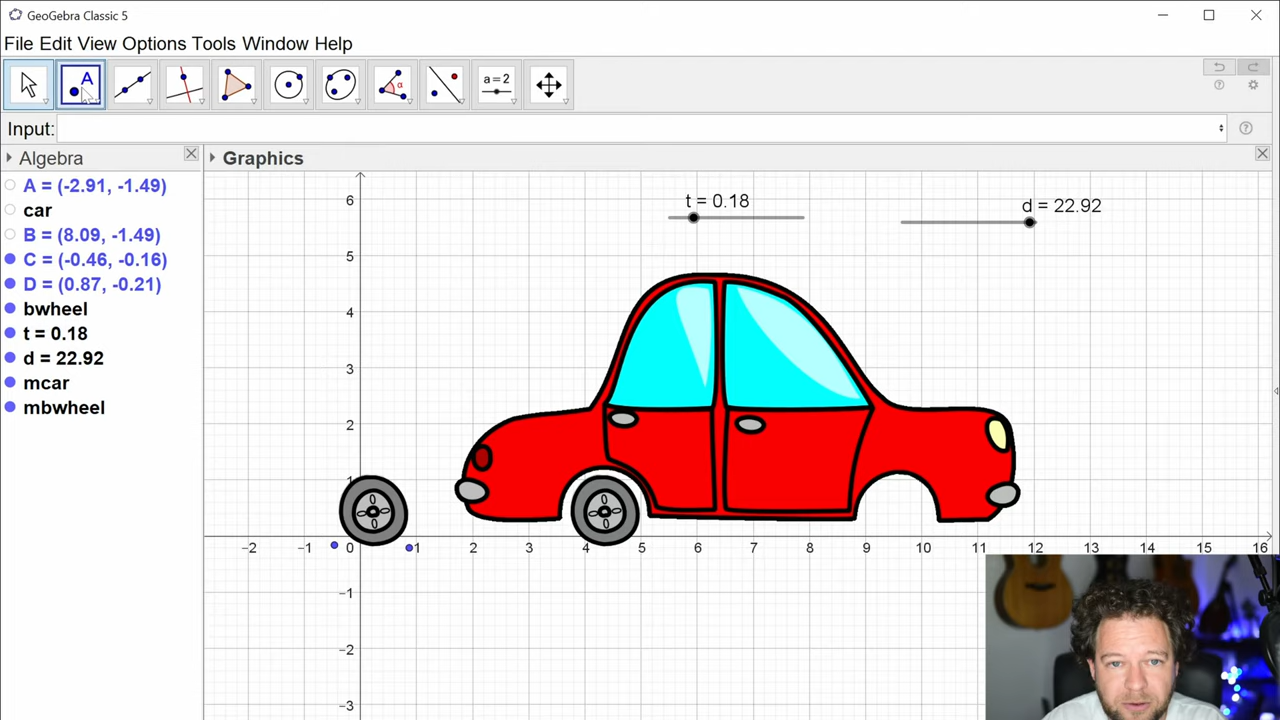 GeoGebra Classic 5
File Edit View Options Tools Window Help
A
α
a=2
Input:
Algebra
Graphics
A = (-2.91, -1.49)
car
B = (8.09, -1.49)
C = (-0.46, -0.16)
D = (0.87, -0.21)
bwheel
t = 0.18
d = 22.92
mcar
mbwheel
t = 0.18
d = 22.92
6
5
4
3
2
1
-2 -1 0 1 2 3 4 5 6 7 8 9 10 11 12 13 14 15 16
-1
-2
-3